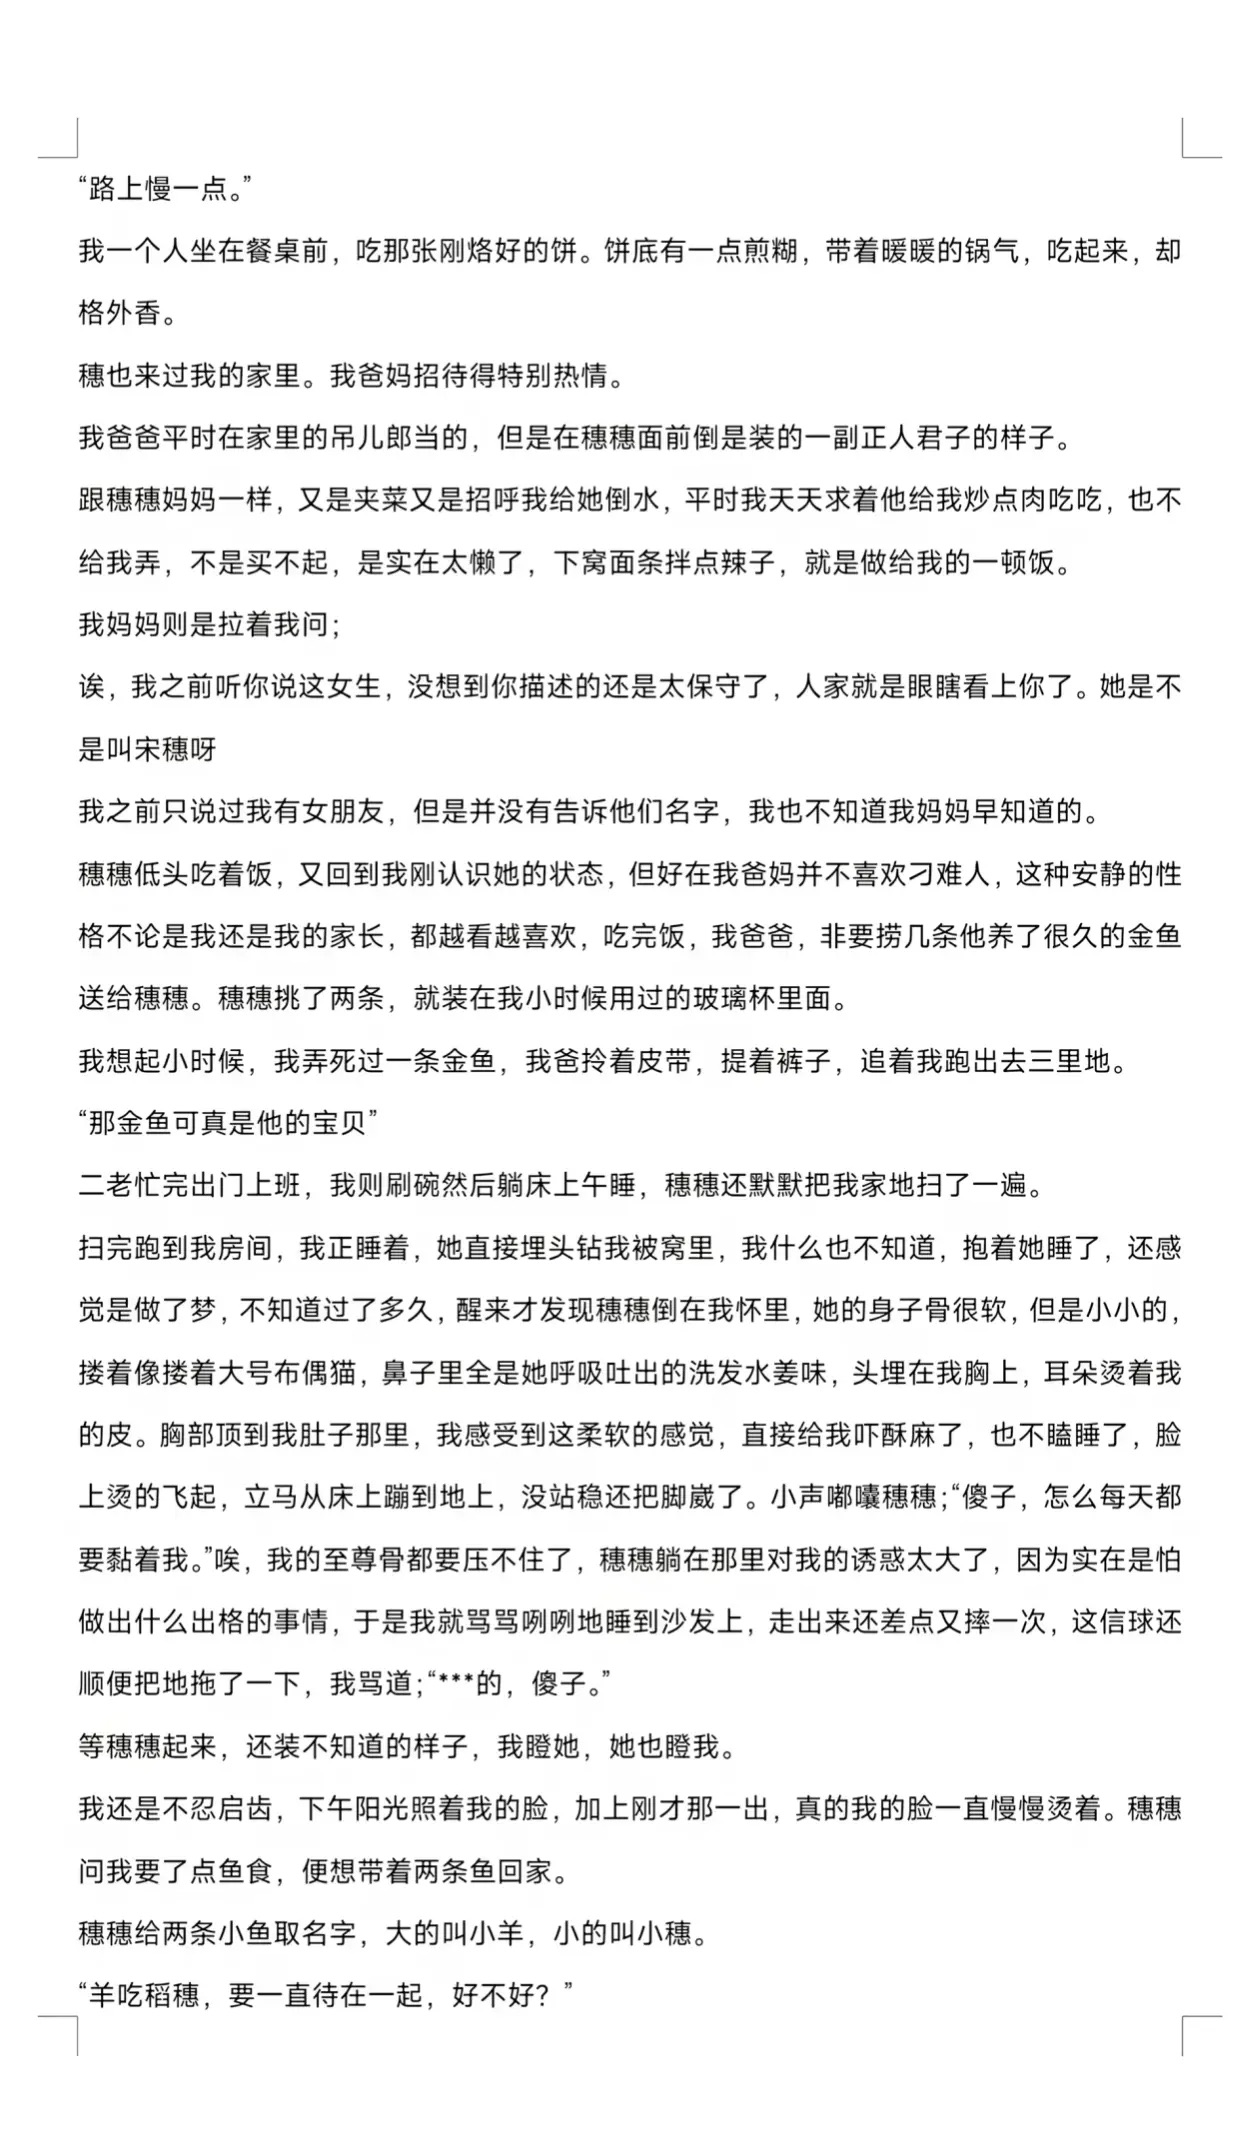 “路上慢一点。”
我一个人坐在餐桌前，吃那张刚烙好的饼。饼底有一点煎糊，带着暖暖的锅气，吃起来，却
格外香。
穗也来过我的家里。我爸妈招待得特别热情。
我爸爸平时在家里的吊儿郎当的，但是在穗穗面前倒是装的一副正人君子的样子。
跟穗穗妈妈一样，又是夹菜又是招呼我给她倒水，平时我天天求着他给我炒点肉吃吃，也不
给我弄，不是买不起，是实在太懒了，下窝面条拌点辣子，就是做给我的一顿饭。
我妈妈则是拉着我问；
诶，我之前听你说这女生，没想到你描述的还是太保守了，人家就是眼瞎看上你了。她是不
是叫宋穗呀
我之前只说过我有女朋友，但是并没有告诉他们名字，我也不知道我妈妈早知道的。
穗穗低头吃着饭，又回到我刚认识她的状态，但好在我爸妈并不喜欢刁难人，这种安静的性
格不论是我还是我的家长，都越看越喜欢，吃完饭，我爸爸，非要捞几条他养了很久的金鱼
送给穗穗。穗穗挑了两条，就装在我小时候用过的玻璃杯里面。
我想起小时候，我弄死过一条金鱼，我爸拎着皮带，提着裤子，追着我跑出去三里地。
“那金鱼可真是他的宝贝”
二老忙完出门上班，我则刷碗然后躺床上午睡，穗穗还默默把我家地扫了一遍。
扫完跑到我房间，我正睡着，她直接埋头钻我被窝里，我什么也不知道，抱着她睡了，还感
觉是做了梦，不知道过了多久，醒来才发现穗穗倒在我怀里，她的身子骨很软，但是小小的，
搂着像搂着大号布偶猫，鼻子里全是她呼吸吐出的洗发水姜味，头埋在我胸上，耳朵烫着我
的皮。胸部顶到我肚子那里，我感受到这柔软的感觉，直接给我吓酥麻了，也不瞌睡了，脸
上烫的飞起，立马从床上蹦到地上，没站稳还把脚崴了。小声嘟囔穗穗；“傻子，怎么每天都
要黏着我。”唉，我的至尊骨都要压不住了，穗穗躺在那里对我的诱惑太大了，因为实在是怕
做出什么出格的事情，于是我就骂骂咧咧地睡到沙发上，走出来还差点又摔一次，这信球还
顺便把地拖了一下，我骂道；“***的，傻子。”
等穗穗起来，还装不知道的样子，我瞪她，她也瞪我。
我还是不忍启齿，下午阳光照着我的脸，加上刚才那一出，真的我的脸一直慢慢烫着。穗穗
问我要了点鱼食，便想带着两条鱼回家。
穗穗给两条小鱼取名字，大的叫小羊，小的叫小穗。
“羊吃稻穗，要一直待在一起，好不好？”